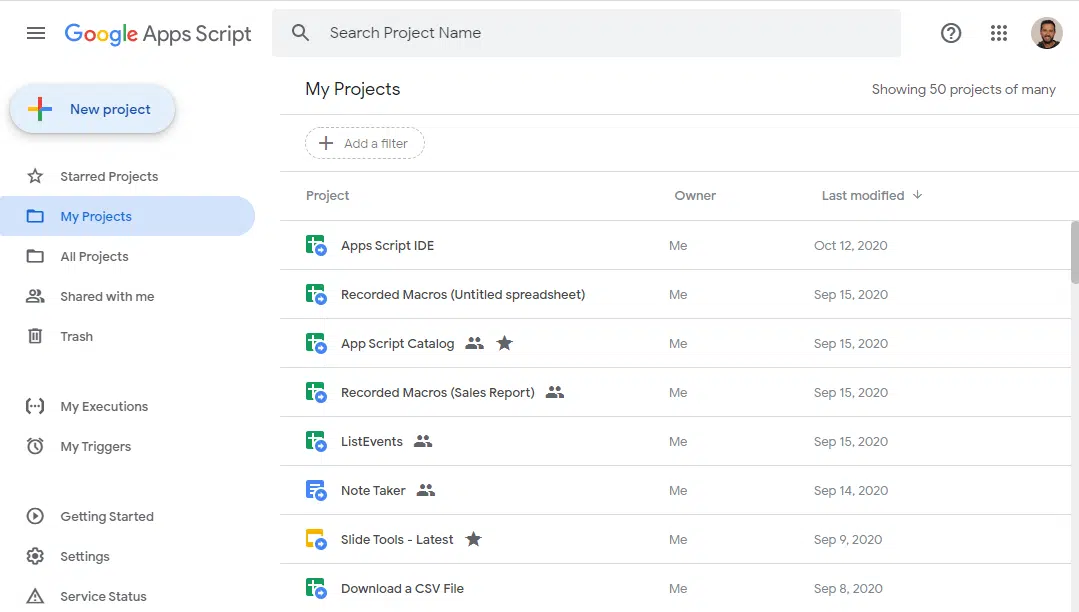 Google Apps Script
Search Project Name
New project
Starred Projects
My Projects
All Projects
Shared with me
Trash
My Executions
My Triggers
Getting Started
Settings
Service Status
My Projects
Showing 50 projects of many
Add a filter
Project Owner Last modified
Apps Script IDE Me Oct 12, 2020
Recorded Macros (Untitled spreadsheet) Me Sep 15, 2020
App Script Catalog Me Sep 15, 2020
Recorded Macros (Sales Report) Me Sep 15, 2020
ListEvents Me Sep 15, 2020
Note Taker Me Sep 14, 2020
Slide Tools - Latest Me Sep 9, 2020
Download a CSV File Me Sep 8, 2020